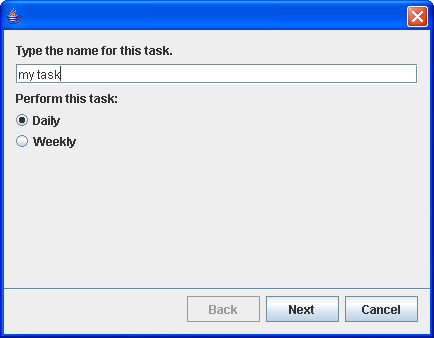 Type the name for this task.
my task
Perform this task:
Daily
Weekly
Back
Next
Cancel